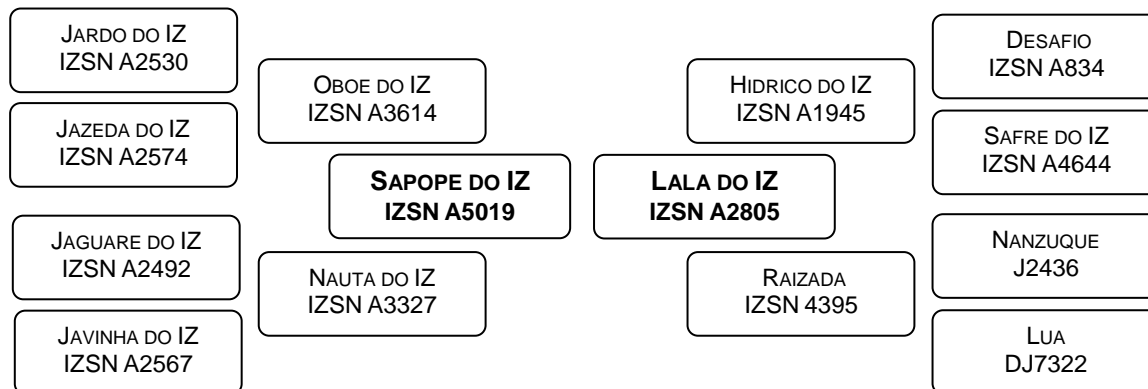 JARDO DO IZ
IZSN A2530
JAZEDA DO IZ
IZSN A2574
JAGUARE DO IZ
IZSN A2492
JAVINHA DO IZ
IZSN A2567
OBOE DO IZ
IZSN A3614
NAUTA DO IZ
IZSN A3327
SAPOPE DO IZ
IZSN A5019
LALA DO IZ
IZSN A2805
HIDRICO DO IZ
IZSN A1945
RAIZADA
IZSN 4395
DESAFIO
IZSN A834
SAFRE DO IZ
IZSN A4644
NANZUQUE
J2436
LUA
DJ7322